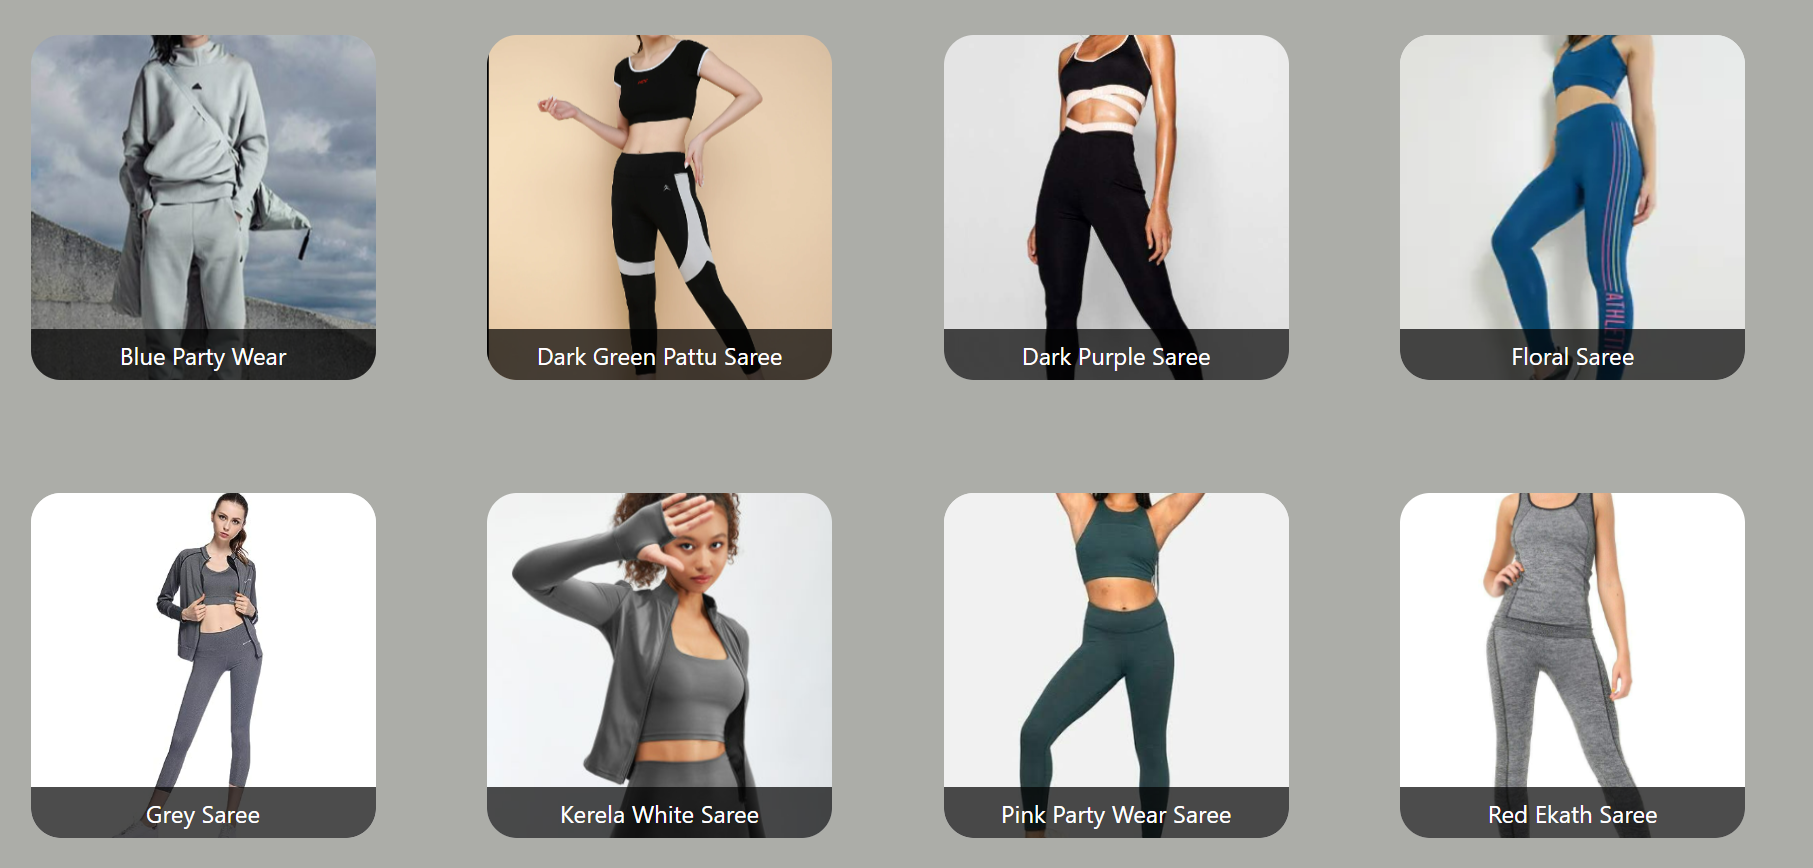 Blue Party Wear
Dark Green Pattu Saree
Dark Purple Saree
ATHLETI
Floral Saree
Grey Saree
Kerela White Saree
Pink Party Wear Saree
Red Ekath Saree